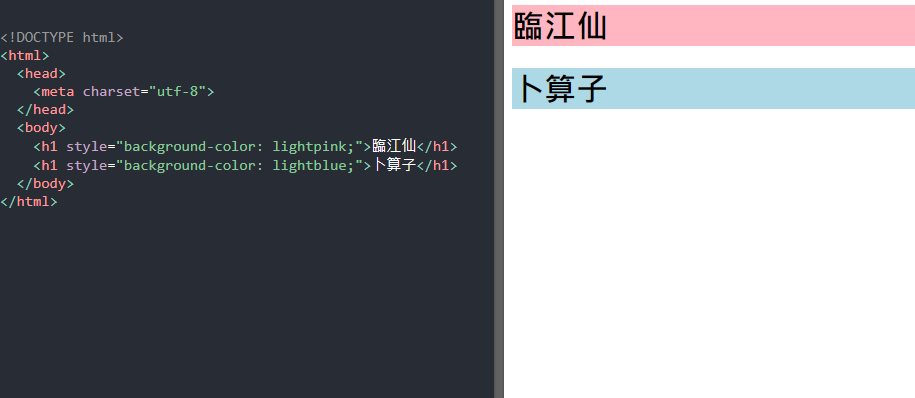 <!DOCTYPE html>
<html>
  <head>
    <meta charset="utf-8">
  </head>
  <body>
    <h1 style="background-color: lightpink;">臨江仙</h1>
    <h1 style="background-color: lightblue;">卜算子</h1>
  </body>
</html>
臨江仙
卜算子